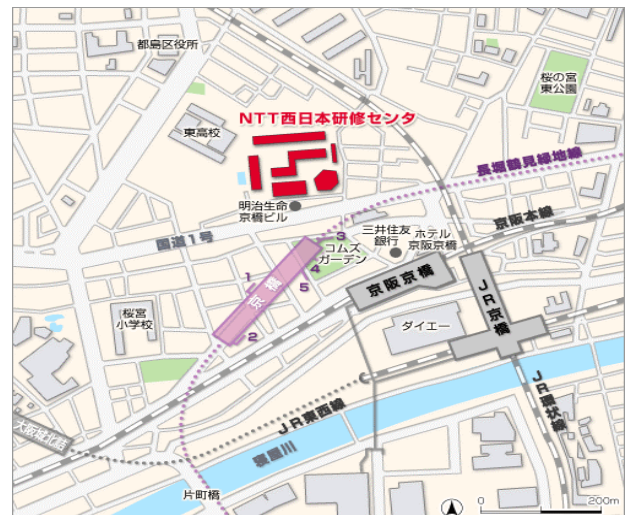 都島区役所
桜の宮
東公園
NTT西日本研修センタ
東高校
長堀鶴見緑地線
明治生命
京橋ビル
国道1号
三井住友
銀行
ホテル
京阪京橋
京阪本線
3
コムズ
ガーデン
4
5
1
京橋
2
京阪京橋
JR京橋
桜宮
小学校
ダイエー
JR東西線
JR環状線
大阪城北詰
寝屋川
片町橋
0
200m